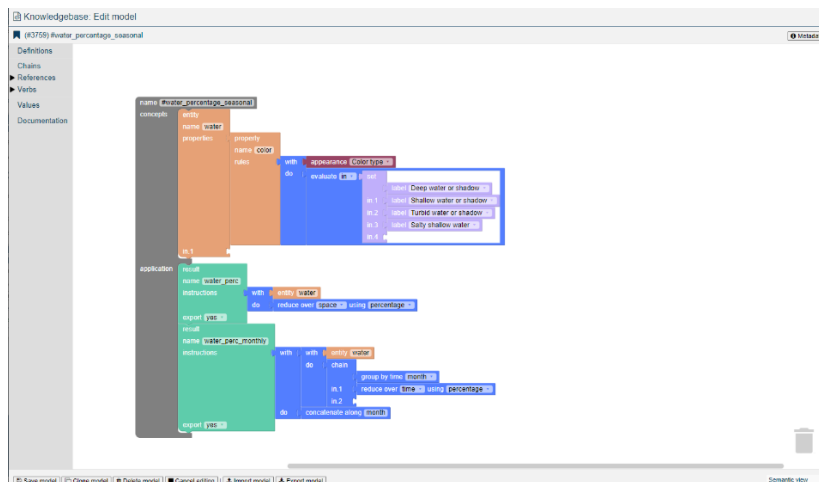 Knowledgebase: Edit model
(#3759) #water_percentage_seasonal
Metada
Definitions
Chains
References
Verbs
Values
Documentation
name #water_percentage_seasonal
concepts entity
name water
properties property
name color
rules with appearance Color type
do evaluate in set
label Deep water or shadow
in.1 label Shallow water or shadow
in.2 label Turbid water or shadow
in.3 label Salty shallow water
in.4
in.1
application result
name water_perc
instructions with entity water
do reduce over space using percentage
export yes
result
name water_perc_monthly
instructions with with entity water
do chain
group by time month
in.1 reduce over time using percentage
in.2
do concatenate along month
export yes
Save model Clone model Delete model Cancel editing Import model Export model Semantic view